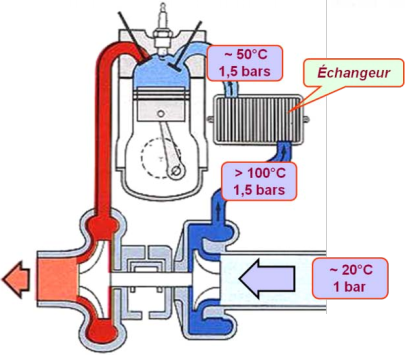 ~ 50°C
1,5 bars
Échangeur
> 100°C
1,5 bars
~ 20°C
1 bar